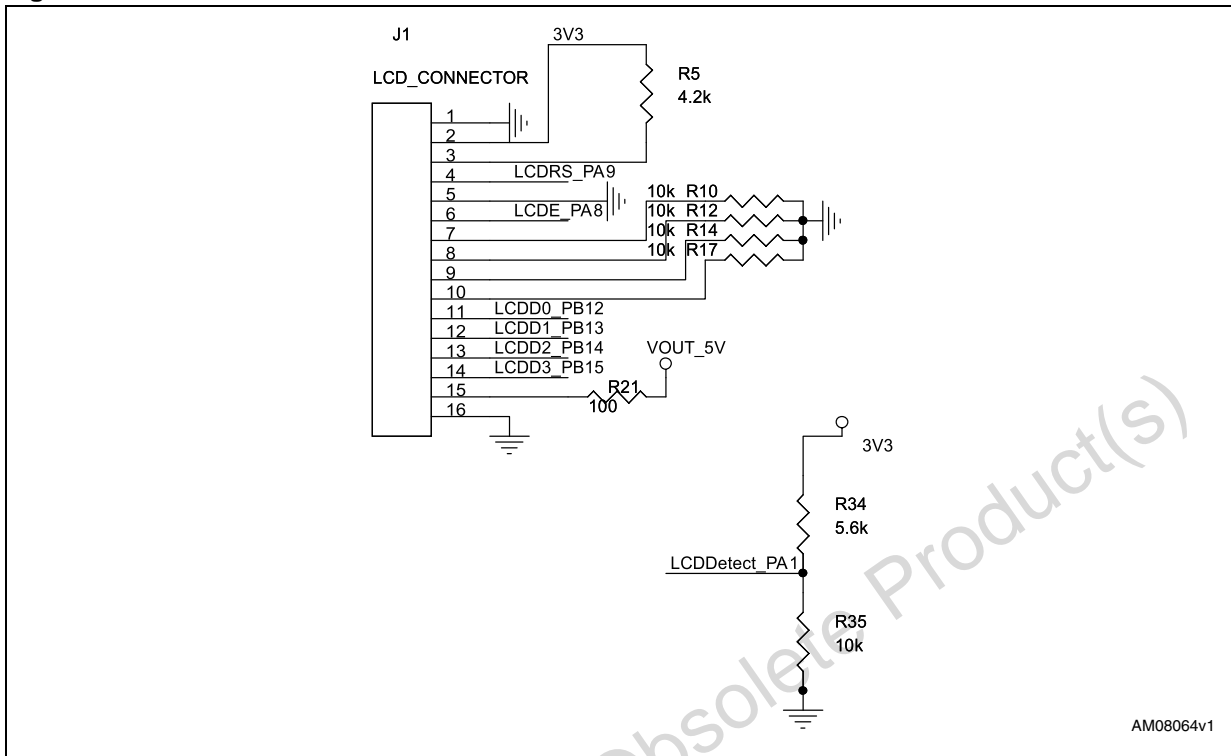 J1
3V3
LCD_CONNECTOR
R5
4.2k
1
2
3
4
LCDRS_PA9
5
6
LCDE_PA8
7
8
9
10
10k R10
10k R12
10k R14
10k R17
11
LCDD0_PB12
12
LCDD1_PB13
13
LCDD2_PB14
14
LCDD3_PB15
15
16
VOUT_5V
R21
100
3V3
R34
5.6k
LCDDetect_PA1
R35
10k
Obsolete Product(s)
AM08064v1